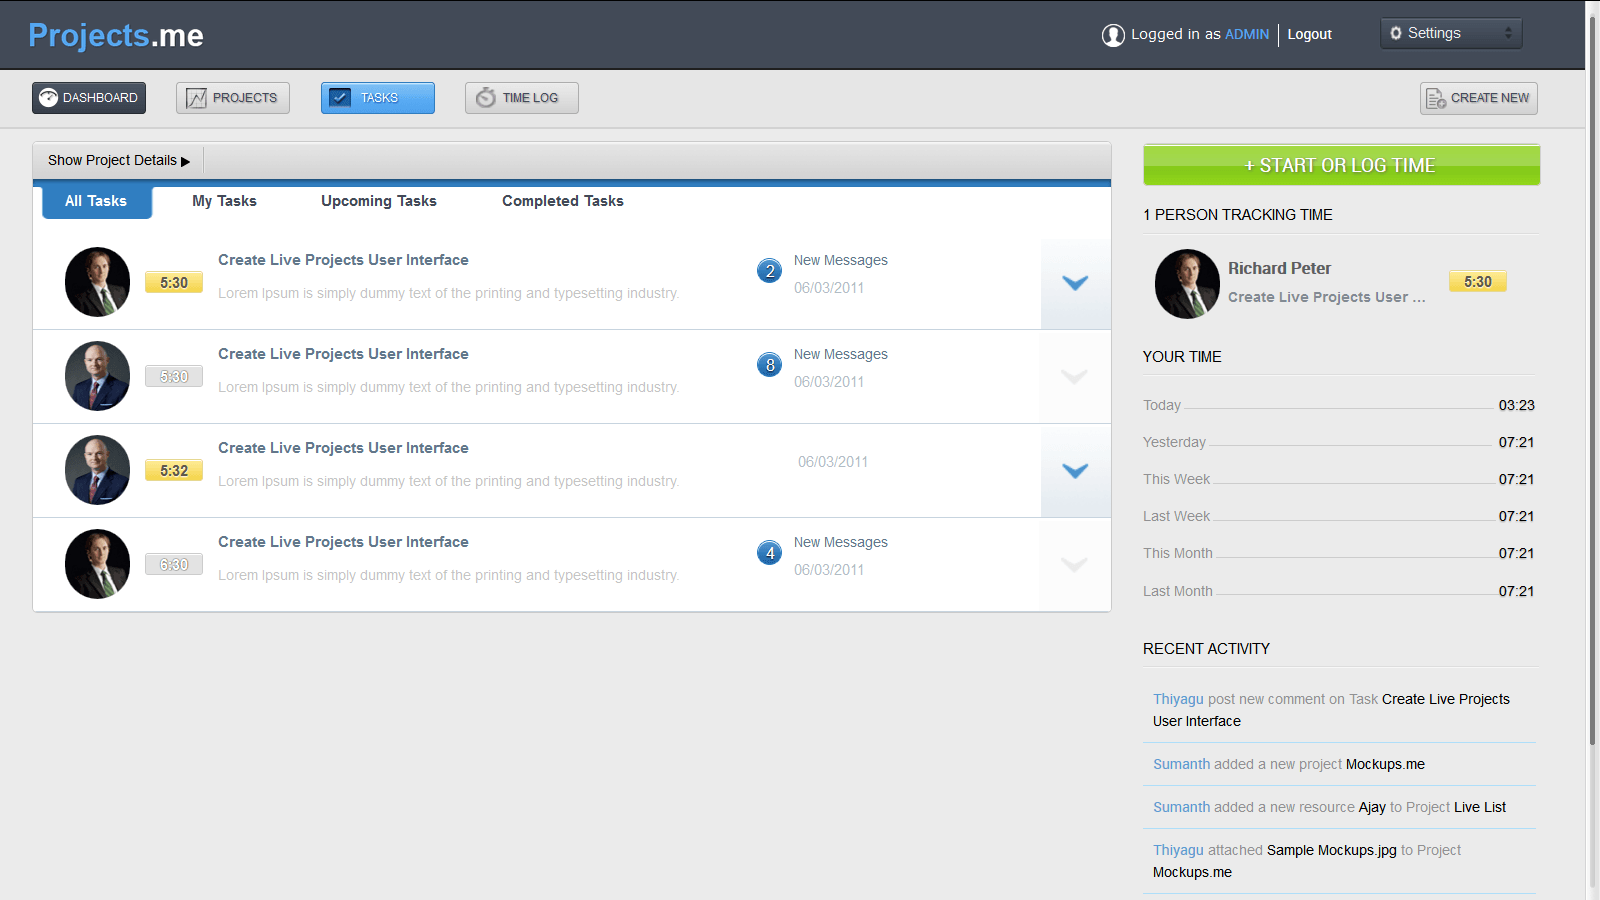 Projects.me
Logged in as ADMIN
Logout
Settings
DASHBOARD
PROJECTS
TASKS
TIME LOG
CREATE NEW
Show Project Details ▶
All Tasks
My Tasks
Upcoming Tasks
Completed Tasks
5:30
Create Live Projects User Interface
Lorem Ipsum is simply dummy text of the printing and typesetting industry.
2
New Messages
06/03/2011
5:30
Create Live Projects User Interface
Lorem Ipsum is simply dummy text of the printing and typesetting industry.
8
New Messages
06/03/2011
5:32
Create Live Projects User Interface
Lorem Ipsum is simply dummy text of the printing and typesetting industry.
06/03/2011
6:30
Create Live Projects User Interface
Lorem Ipsum is simply dummy text of the printing and typesetting industry.
4
New Messages
06/03/2011
+ START OR LOG TIME
1 PERSON TRACKING TIME
Richard Peter
Create Live Projects User ...
5:30
YOUR TIME
Today 03:23
Yesterday 07:21
This Week 07:21
Last Week 07:21
This Month 07:21
Last Month 07:21
RECENT ACTIVITY
Thiyagu post new comment on Task Create Live Projects
User Interface
Sumanth added a new project Mockups.me
Sumanth added a new resource Ajay to Project Live List
Thiyagu attached Sample Mockups.jpg to Project
Mockups.me